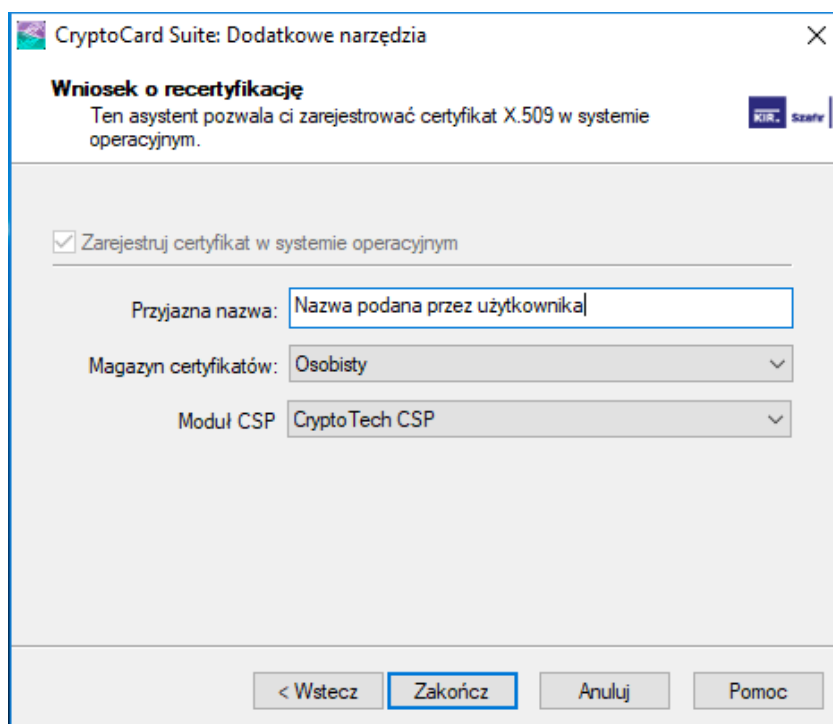 CryptoCard Suite: Dodatkowe narzędzia
Wniosek o recertyfikację
Ten asystent pozwala ci zarejestrować certyfikat X.509 w systemie
operacyjnym.
KIR. Szafir
Zarejestruj certyfikat w systemie operacyjnym
Przyjazna nazwa: Nazwa podana przez użytkownika
Magazyn certyfikatów: Osobisty
Moduł CSP CryptoTech CSP
< Wstecz Zakończ Anuluj Pomoc